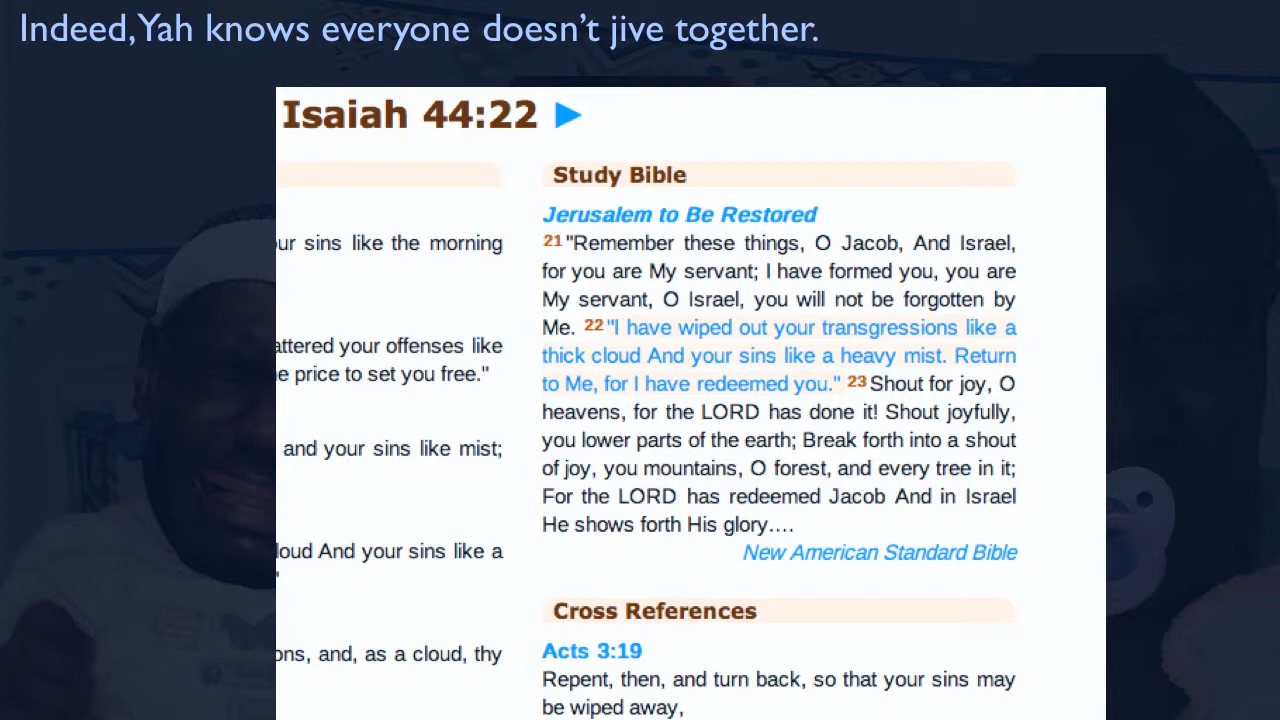 Indeed, Yah knows everyone doesn’t jive together.
Isaiah 44:22 ►
sins like the morning
your offenses like
price to set you free."
and your sins like mist;
And your sins like a
and, as a cloud, thy
Study Bible
Jerusalem to Be Restored
21 "Remember these things, O Jacob, And Israel,
for you are My servant; I have formed you, you are
My servant, O Israel, you will not be forgotten by
Me. 22 "I have wiped out your transgressions like a
thick cloud And your sins like a heavy mist. Return
to Me, for I have redeemed you." 23 Shout for joy, O
heavens, for the LORD has done it! Shout joyfully,
you lower parts of the earth; Break forth into a shout
of joy, you mountains, O forest, and every tree in it;
For the LORD has redeemed Jacob And in Israel
He shows forth His glory....
New American Standard Bible
Cross References
Acts 3:19
Repent, then, and turn back, so that your sins may
be wiped away,